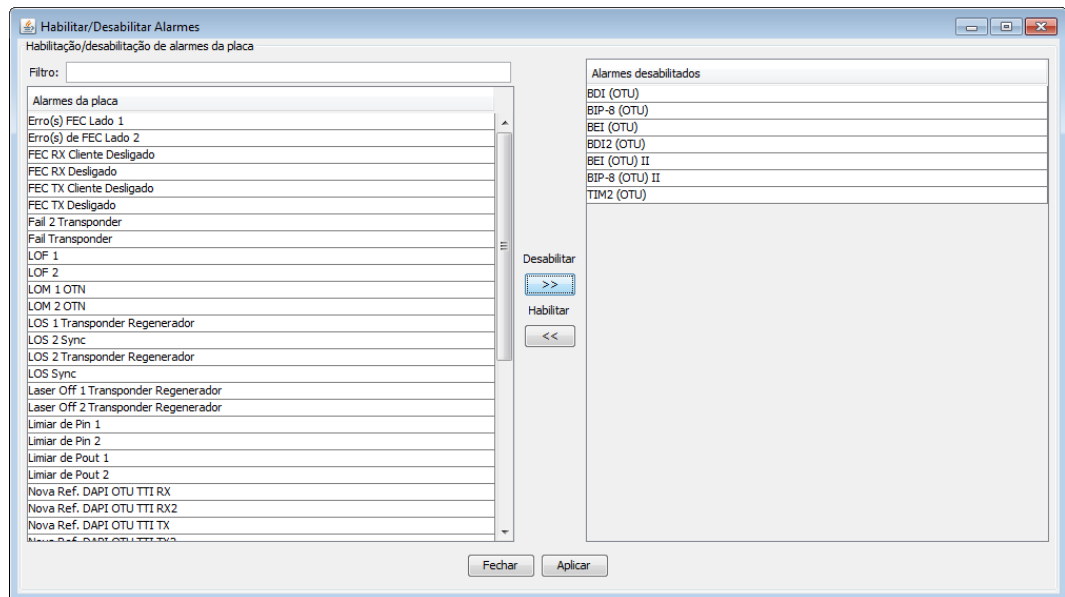 Habilitar/Desabilitar Alarmes
Habilitação/desabilitação de alarmes da placa
Filtro:
Alarmes da placa
Erro(s) FEC Lado 1
Erro(s) de FEC Lado 2
FEC RX Cliente Desligado
FEC RX Desligado
FEC TX Cliente Desligado
FEC TX Desligado
Fail 2 Transponder
Fail Transponder
LOF 1
LOF 2
LOM 1 OTN
LOM 2 OTN
LOS 1 Transponder Regenerador
LOS 2 Sync
LOS 2 Transponder Regenerador
LOS Sync
Laser Off 1 Transponder Regenerador
Laser Off 2 Transponder Regenerador
Limiar de Pin 1
Limiar de Pin 2
Limiar de Pout 1
Limiar de Pout 2
Nova Ref. DAPI OTU TTI RX
Nova Ref. DAPI OTU TTI RX2
Nova Ref. DAPI OTU TTI TX
Nova Ref. DAPI OTU TTI TX2
Desabilitar
>>
Habilitar
<<
Alarmes desabilitados
BDI (OTU)
BIP-8 (OTU)
BEI (OTU)
BDI2 (OTU)
BEI (OTU) II
BIP-8 (OTU) II
TIM2 (OTU)
Fechar
Aplicar